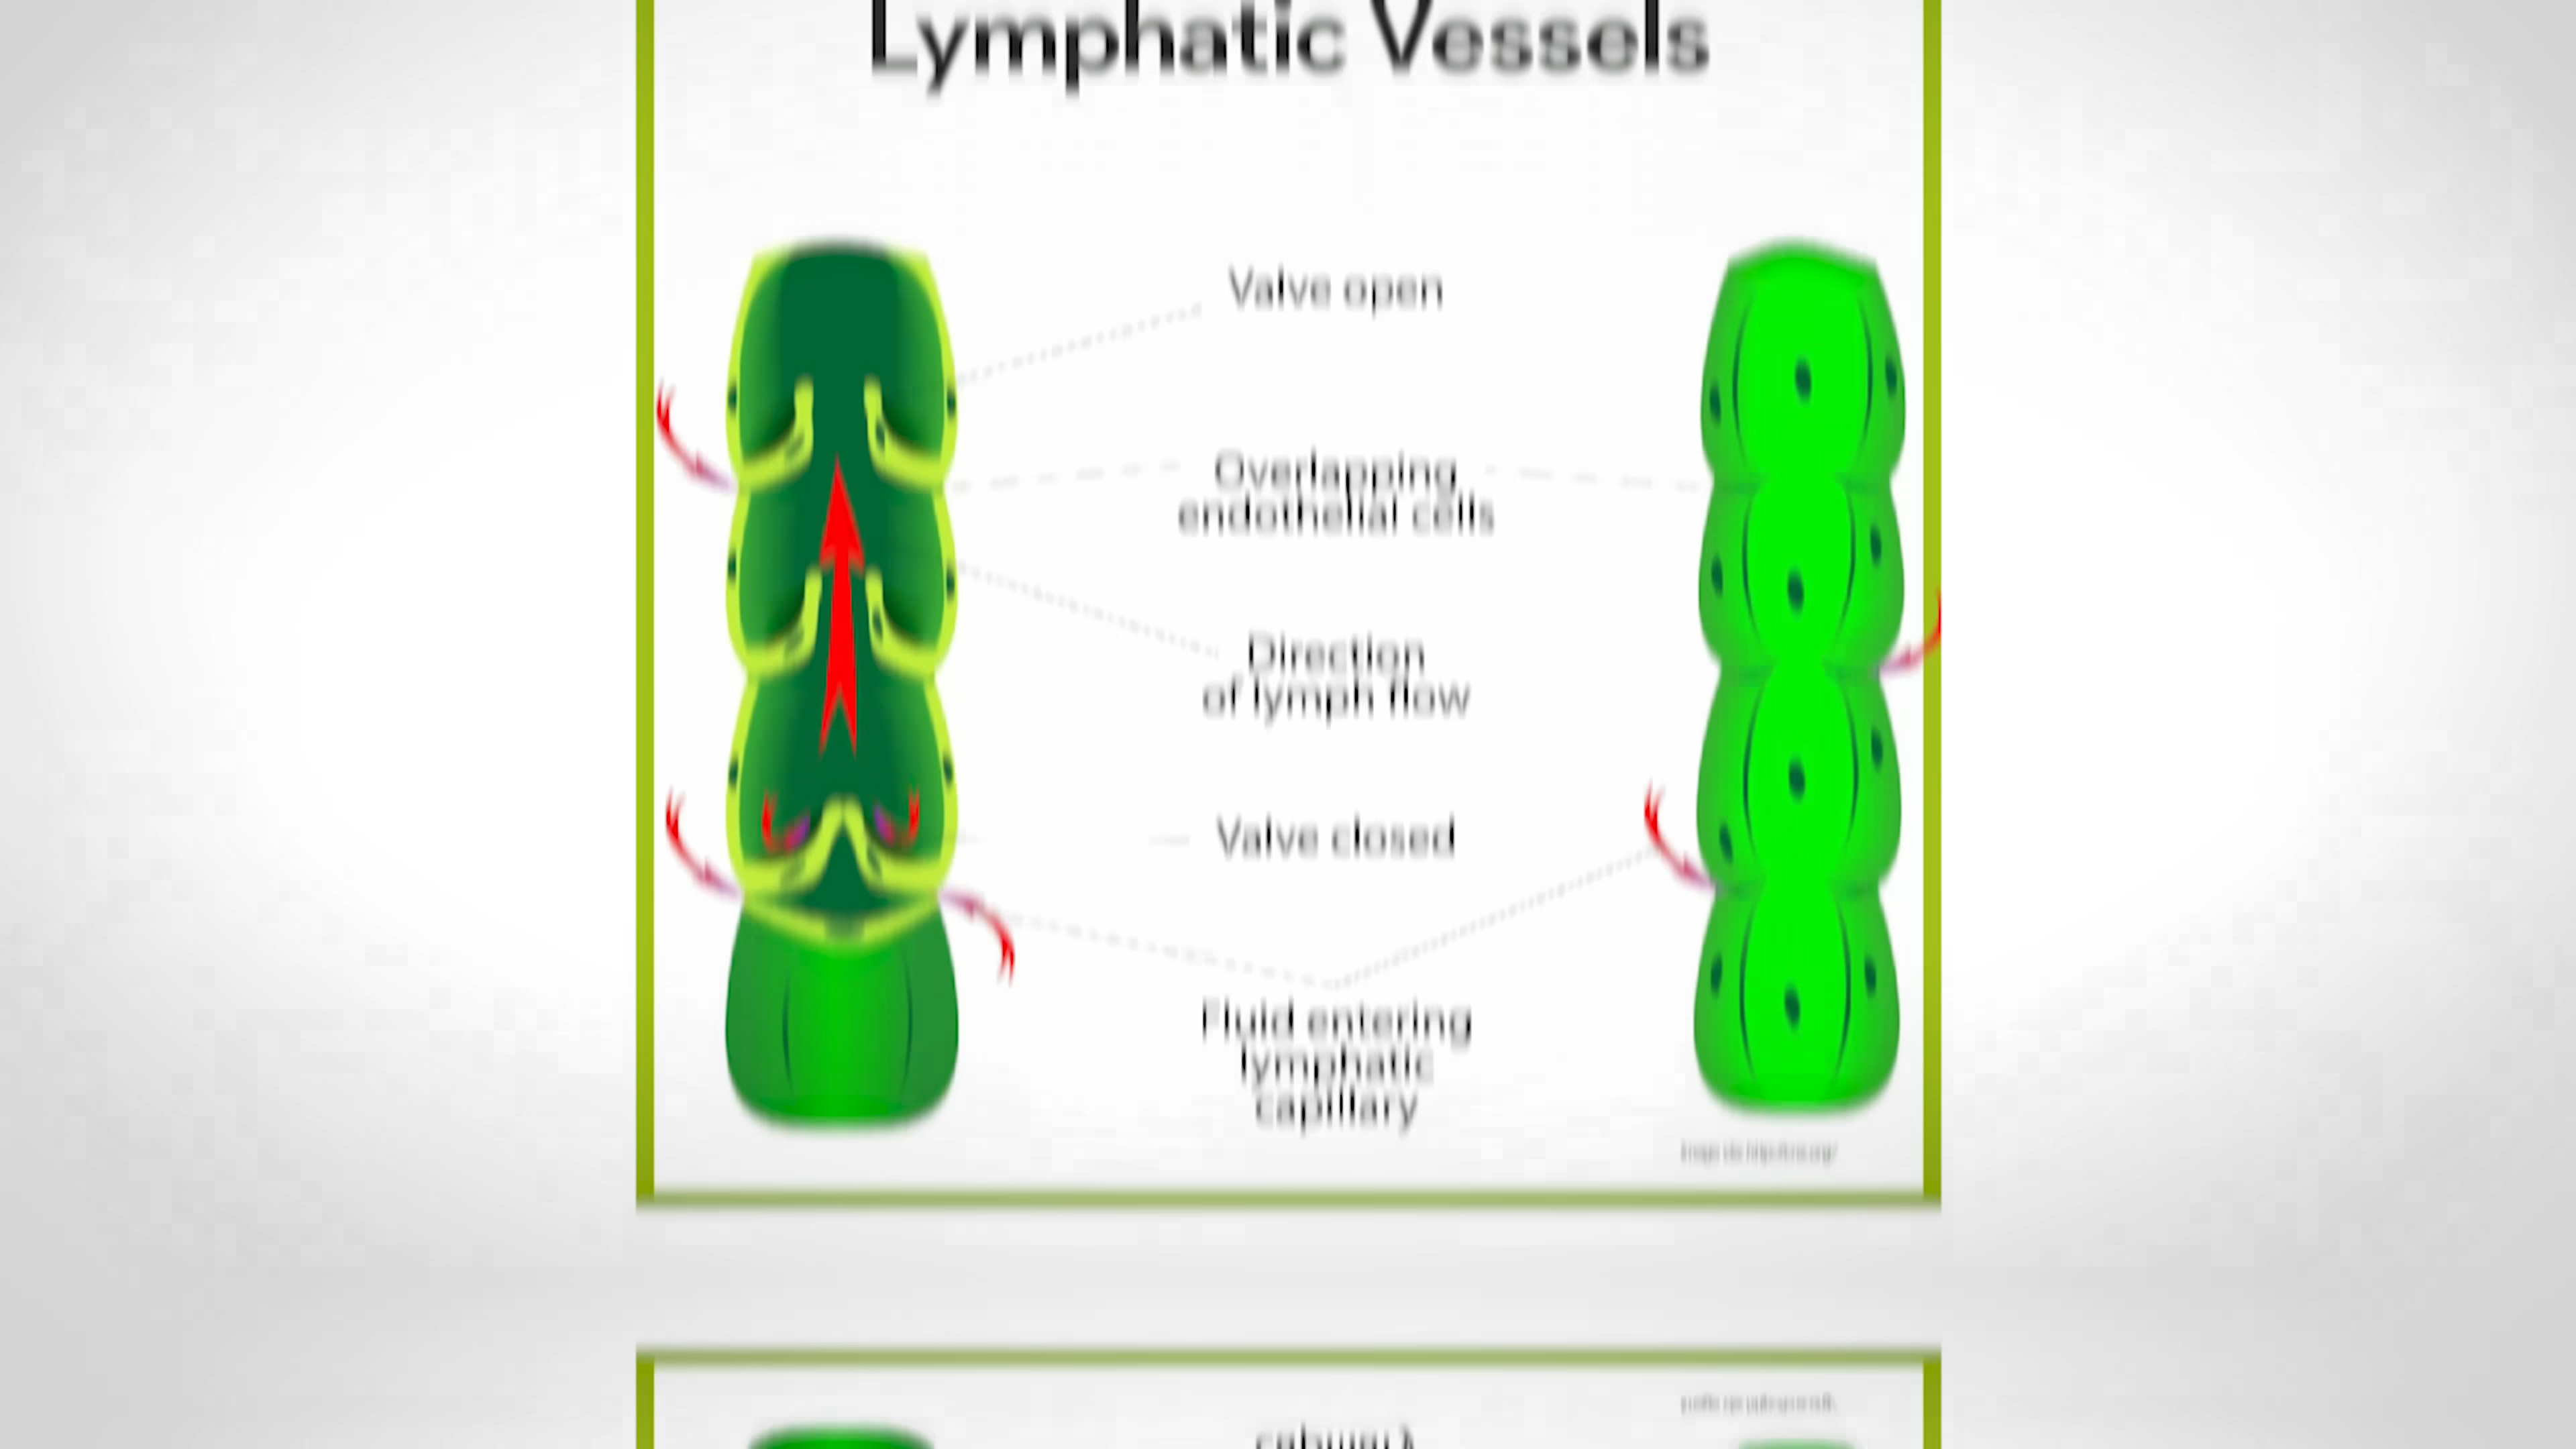 Lymphatic Vessels
Valve open
Overlapping
endothelial cells
Direction
of lymph flow
Valve closed
Fluid entering
lymphatic
capillary